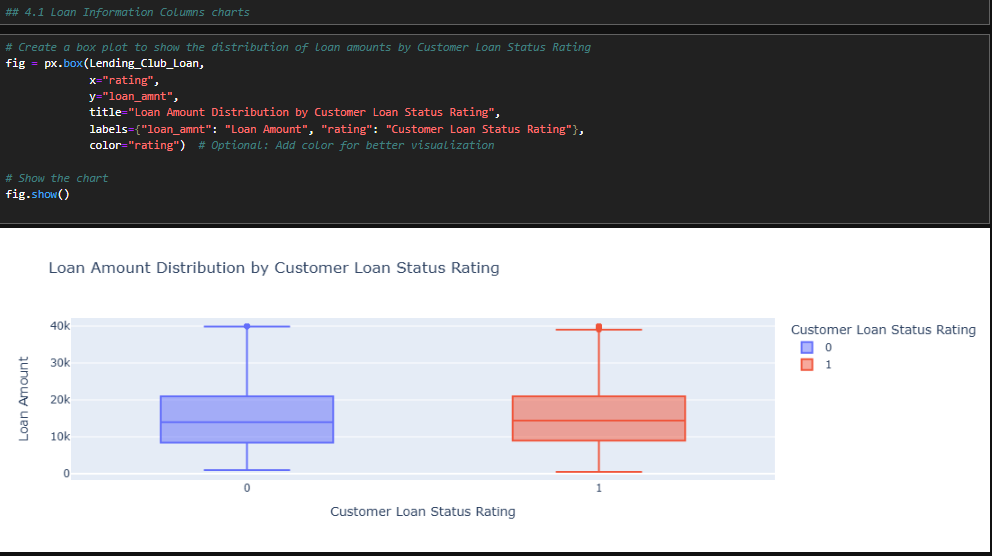 ## 4.1 Loan Information Columns charts
# Create a box plot to show the distribution of loan amounts by Customer Loan Status Rating
fig = px.box(Lending_Club_Loan,
x="rating",
y="loan_amnt",
title="Loan Amount Distribution by Customer Loan Status Rating",
labels={"loan_amnt": "Loan Amount", "rating": "Customer Loan Status Rating"},
color="rating")  # Optional: Add color for better visualization
# Show the chart
fig.show()
Loan Amount Distribution by Customer Loan Status Rating
40k
30k
20k
10k
0
Loan Amount
0
1
Customer Loan Status Rating
Customer Loan Status Rating
0
1